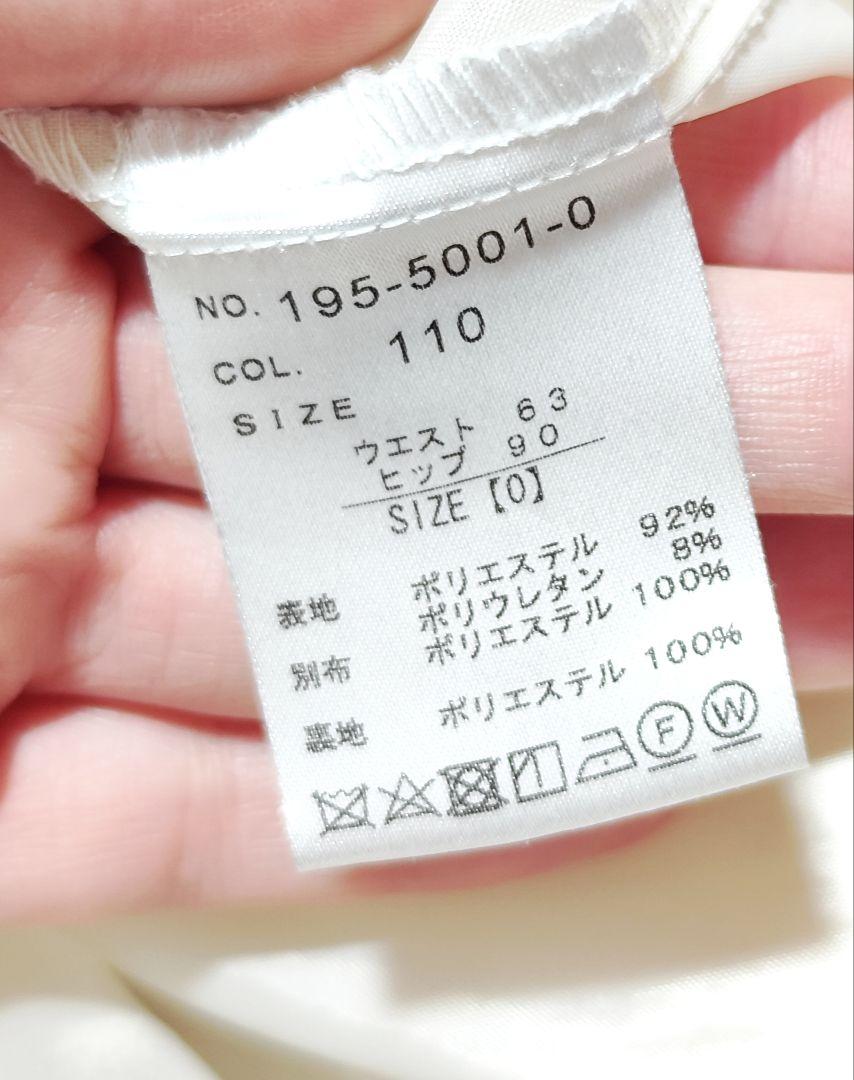 NO. 195-5001-0
COL. 110
SIZE
ウエスト 63
ヒップ 90
SIZE【0】
表地 ポリエステル 92%
ポリウレタン 8%
別布 ポリエステル 100%
裏地 ポリエステル 100%
F W